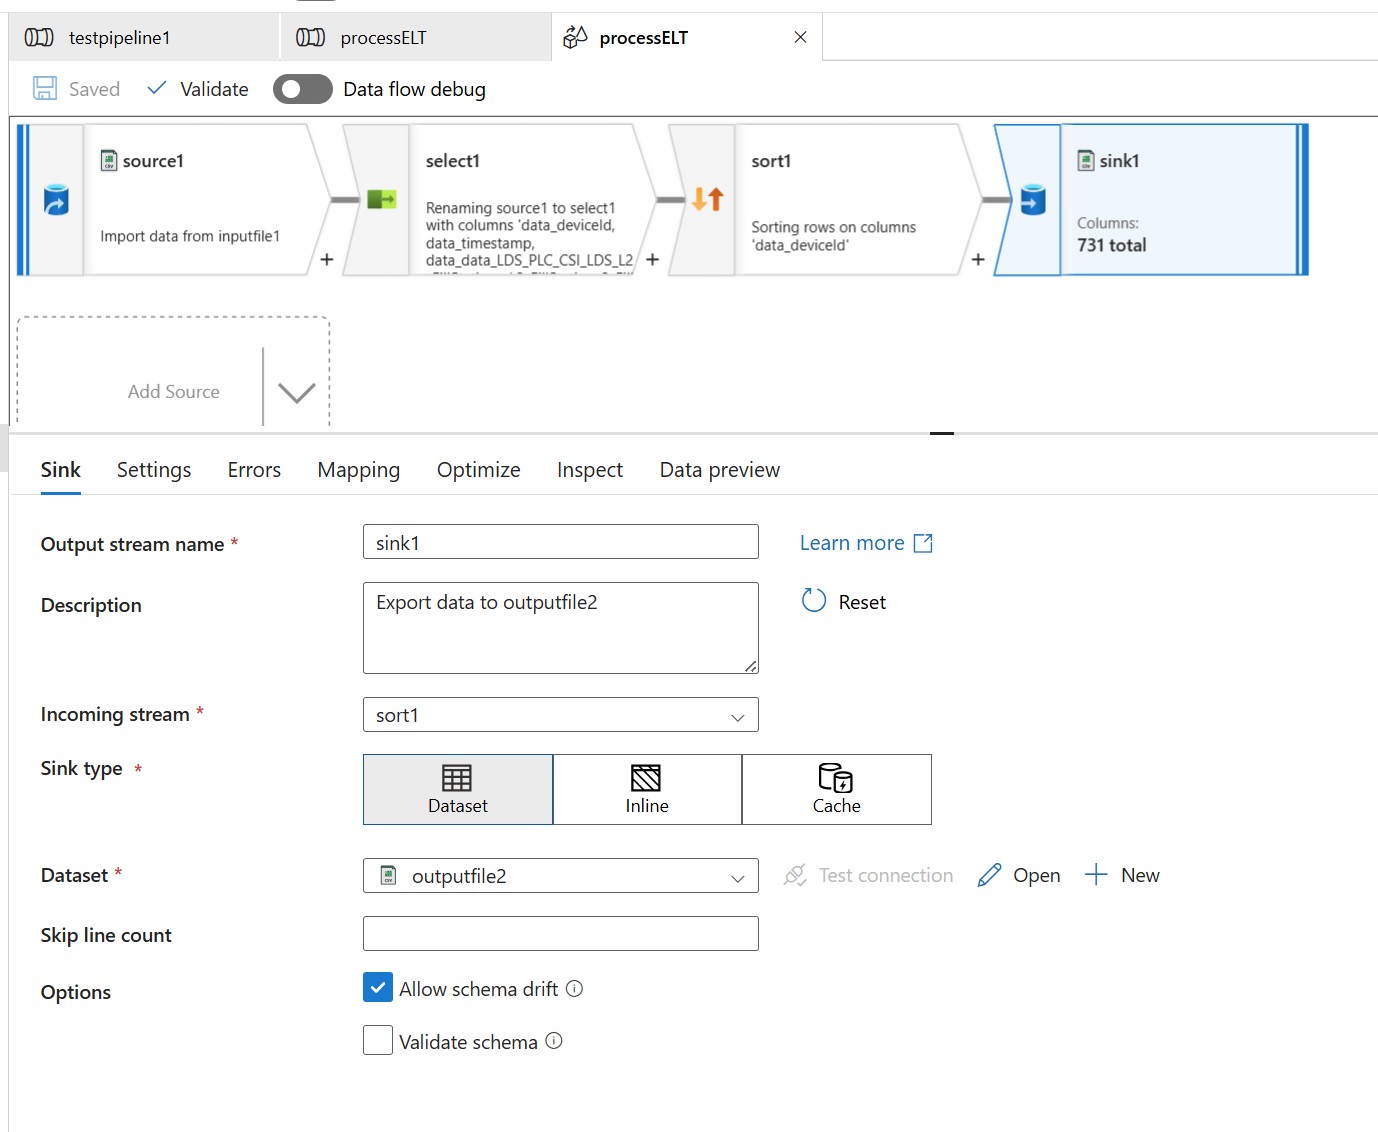 testpipeline1
processELT
processELT
Saved
Validate
Data flow debug
source1
Import data from inputfile1
+
select1
Renaming source1 to select1
with columns 'data_deviceId,
data_timestamp,
data_data_LDS_PLC_CSI_LDS_L2
+
sort1
Sorting rows on columns
'data_deviceId'
+
sink1
Columns:
731 total
Add Source
Sink
Settings
Errors
Mapping
Optimize
Inspect
Data preview
Output stream name *
sink1
Learn more
Description
Export data to outputfile2
Reset
Incoming stream *
sort1
Sink type *
Dataset
Inline
Cache
Dataset *
outputfile2
Test connection
Open
New
Skip line count
Options
Allow schema drift
Validate schema